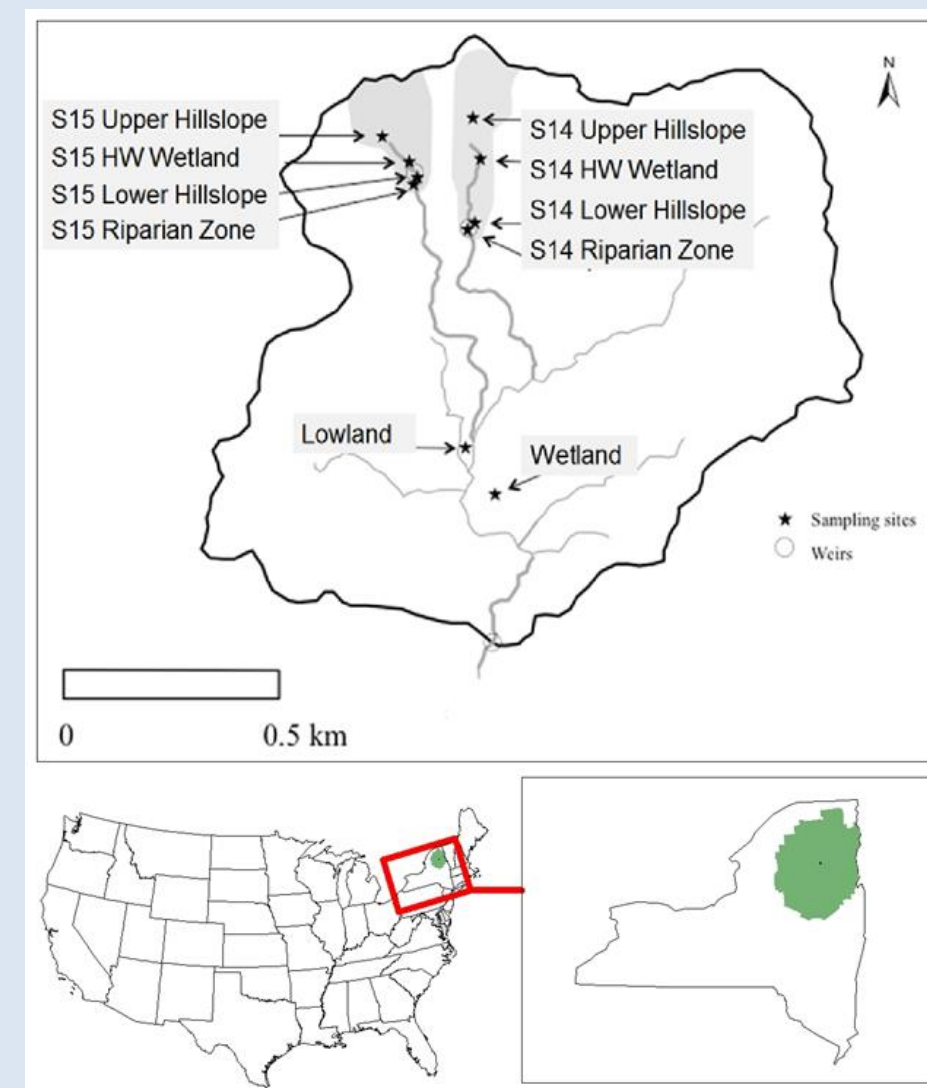 N
S15 Upper Hillslope
S15 HW Wetland
S15 Lower Hillslope
S15 Riparian Zone
S14 Upper Hillslope
S14 HW Wetland
S14 Lower Hillslope
S14 Riparian Zone
Lowland
Wetland
Sampling sites
Weirs
0 0.5 km